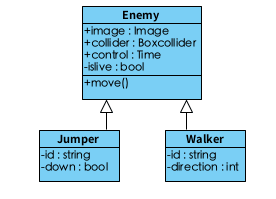 Enemy
+image : Image
+collider : Boxcollider
+control : Time
-islive : bool
+move()
Jumper
-id : string
-down : bool
Walker
-id : string
-direction : int